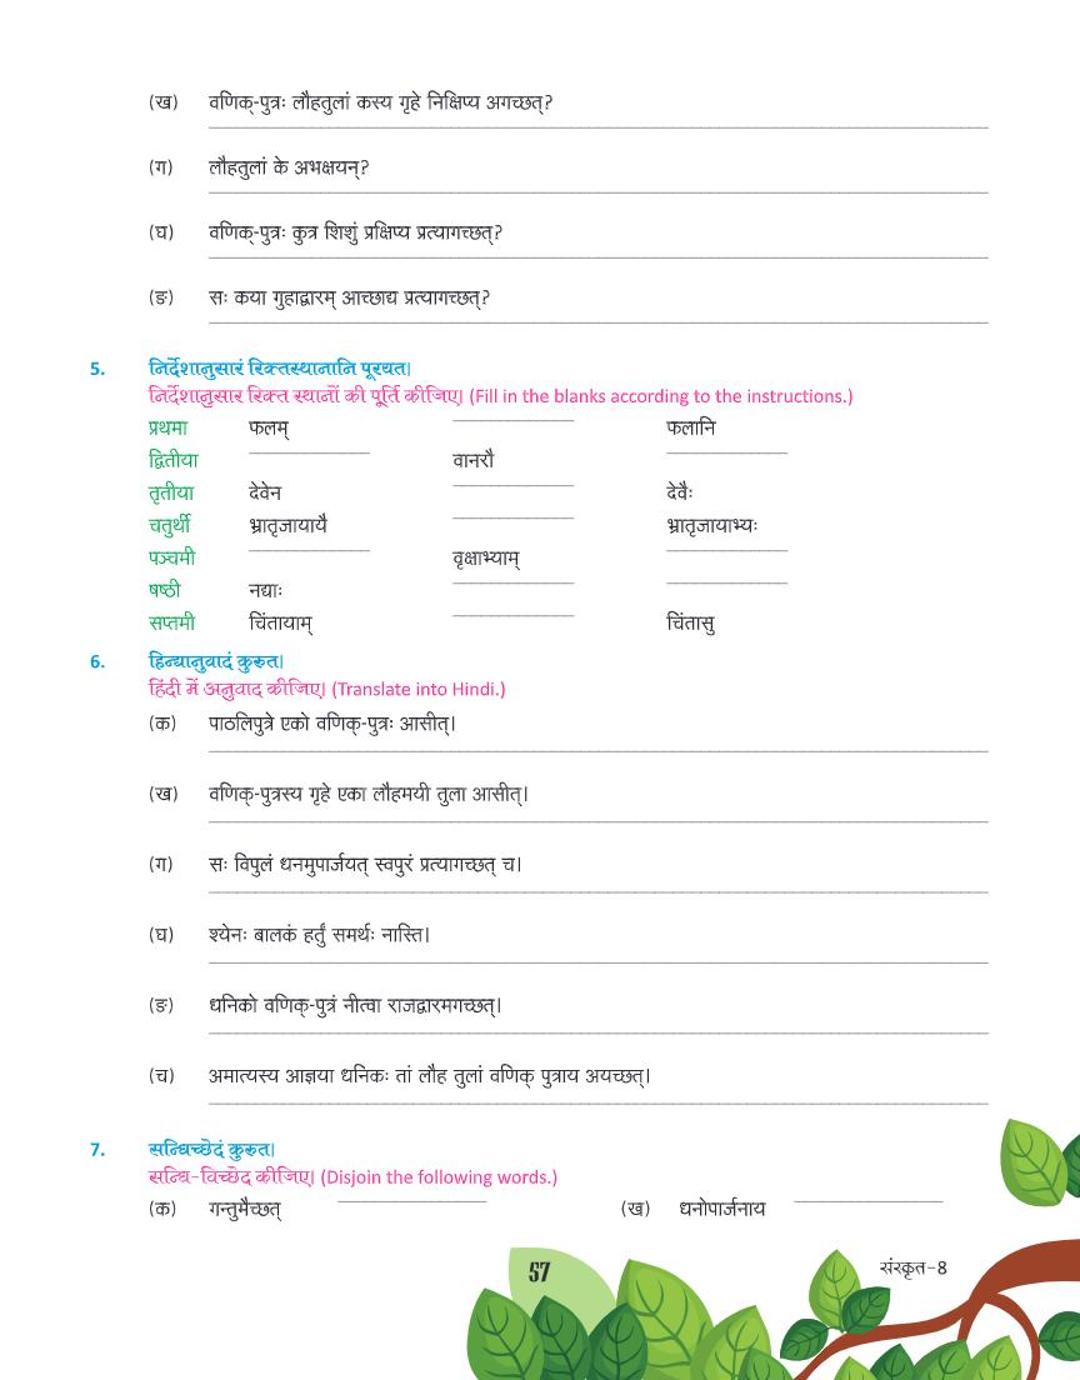 (ख) वणिक्-पुत्रः लौहतुलां कस्य गृहे निक्षिप्य अगच्छत्?
(ग) लौहतुलां के अभक्षयन्?
(घ) वणिक्-पुत्रः कुत्र शिशुं प्रक्षिप्य प्रत्यागच्छत्?
(ङ) सः कया गुहाद्वारम् आच्छाद्य प्रत्यागच्छत्?
5. निर्देशानुसारं रिक्तस्थानानि पूरयत।
निर्देशानुसार रिक्त स्थानों की पूर्ति कीजिए। (Fill in the blanks according to the instructions.)
प्रथमा फलम् फलानि
द्वितीया वानरौ
तृतीया देवेन देवैः
चतुर्थी भ्रातृजायायै भ्रातृजायाभ्यः
पञ्चमी वृक्षाभ्याम्
षष्ठी नद्याः
सप्तमी चिंतायाम् चिंतासु
6. हिन्द्यानुवादं कुरुत।
हिंदी में अनुवाद कीजिए। (Translate into Hindi.)
(क) पाठलिपुत्रे एको वणिक्-पुत्रः आसीत्।
(ख) वणिक्-पुत्रस्य गृहे एका लौहमयी तुला आसीत्।
(ग) सः विपुलं धनमुपार्जयत् स्वपुरं प्रत्यागच्छत् च।
(घ) श्येनः बालकं हर्तुं समर्थः नास्ति।
(ङ) धनिको वणिक्-पुत्रं नीत्वा राजद्वारमगच्छत्।
(च) अमात्यस्य आज्ञया धनिकः तां लौह तुलां वणिक् पुत्राय अयच्छत्।
7. सन्धिच्छेदं कुरुत।
सन्धि-विच्छेद कीजिए। (Disjoin the following words.)
(क) गन्तुमैच्छत् (ख) धनोपार्जनाय
57 संस्कृत-8